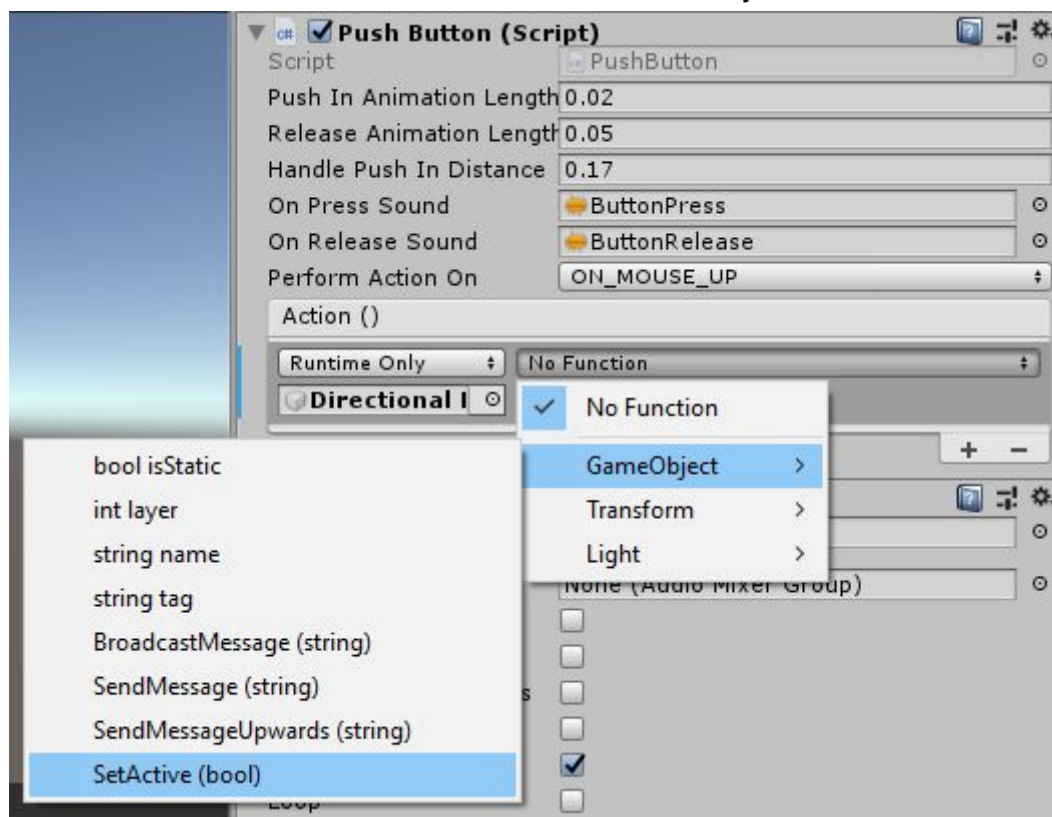 Push Button (Script)
Script PushButton
Push In Animation Length 0.02
Release Animation Lengt 0.05
Handle Push In Distance 0.17
On Press Sound ButtonPress
On Release Sound ButtonRelease
Perform Action On ON_MOUSE_UP
Action ()
Runtime Only No Function
Directional
No Function
GameObject
Transform
Light
bool isStatic
int layer
string name
string tag
BroadcastMessage (string)
SendMessage (string)
SendMessageUpwards (string)
SetActive (bool)
None (Audio Mixer Group)
s
Loop